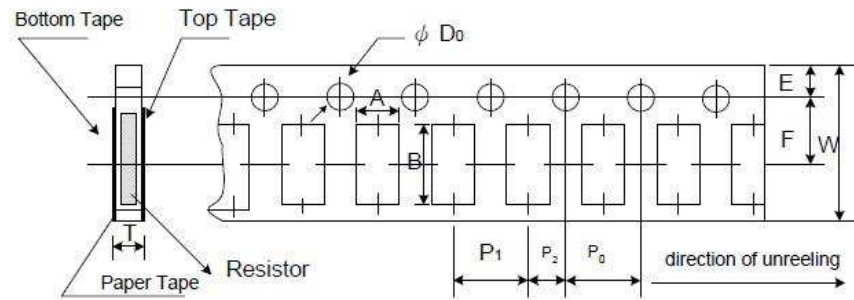 Bottom Tape
Top Tape
ϕ D₀
A
B
E
F
W
T
P₁
P₂
P₀
direction of unreeling
Resistor
Paper Tape